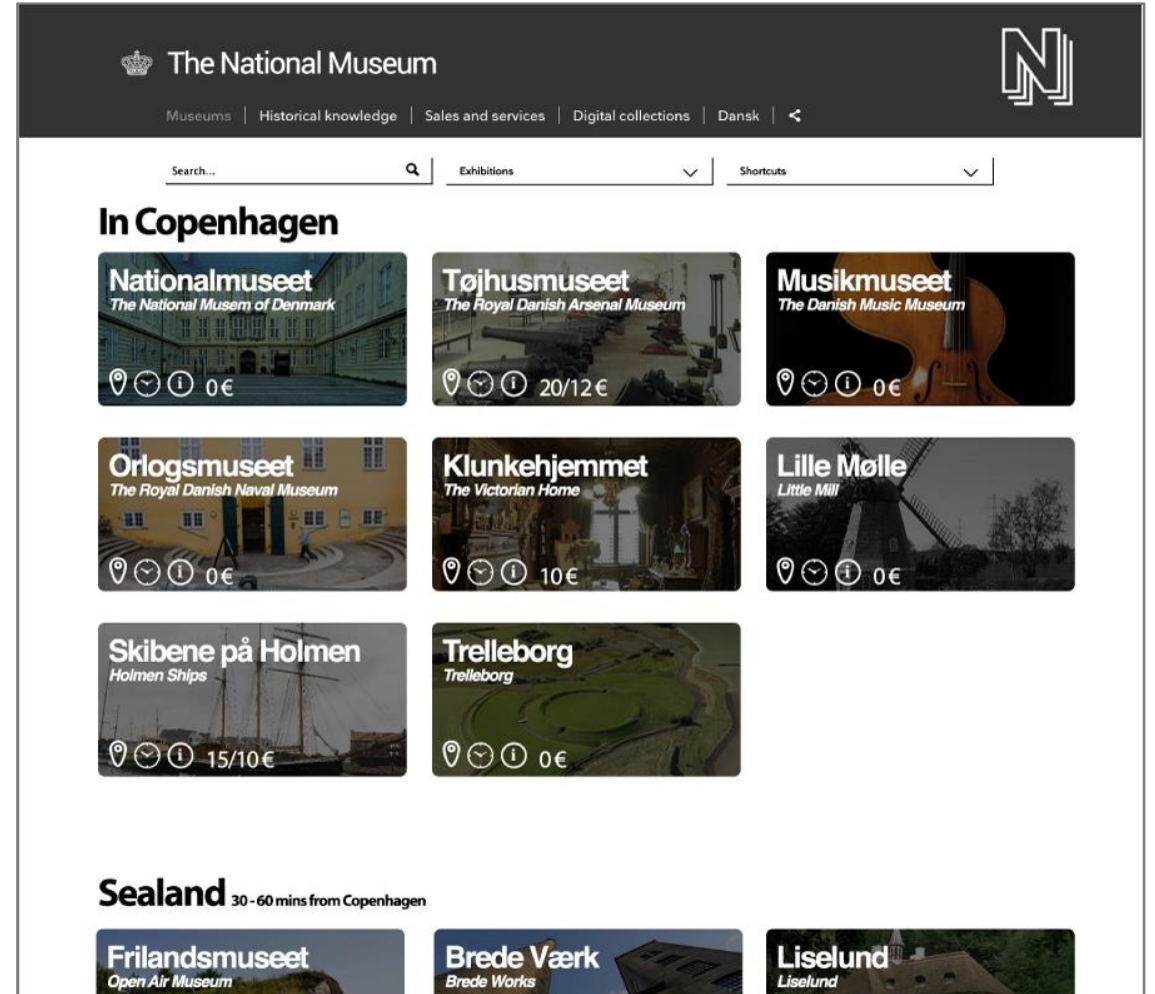 The National Museum
N
Museums | Historical knowledge | Sales and services | Digital collections | Dansk |
Search...
Exhibitions
Shortcuts
In Copenhagen
Nationalmuseet
The National Musem of Denmark
0€
Tøjhusmuseet
The Royal Danish Arsenal Museum
20/12€
Musikmuseet
The Danish Music Museum
0€
Orlogsmuseet
The Royal Danish Naval Museum
0€
Klunkehjemmet
The Victorian Home
10€
Lille Mølle
Little Mill
0€
Skibene på Holmen
Holmen Ships
15/10€
Trelleborg
Trelleborg
0€
Sealand 30-60 mins from Copenhagen
Frilandsmuseet
Open Air Museum
Brede Værk
Brede Works
Liselund
Liselund